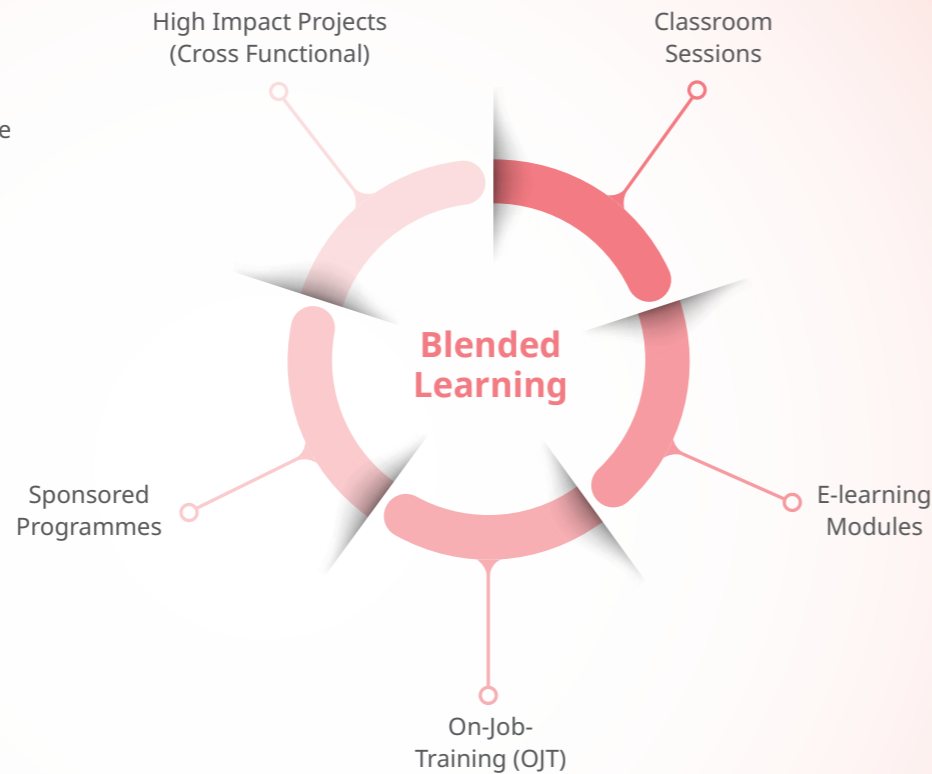 High Impact Projects
(Cross Functional)
Classroom
Sessions
Blended
Learning
Sponsored
Programmes
E-learning
Modules
On-Job-
Training (OJT)